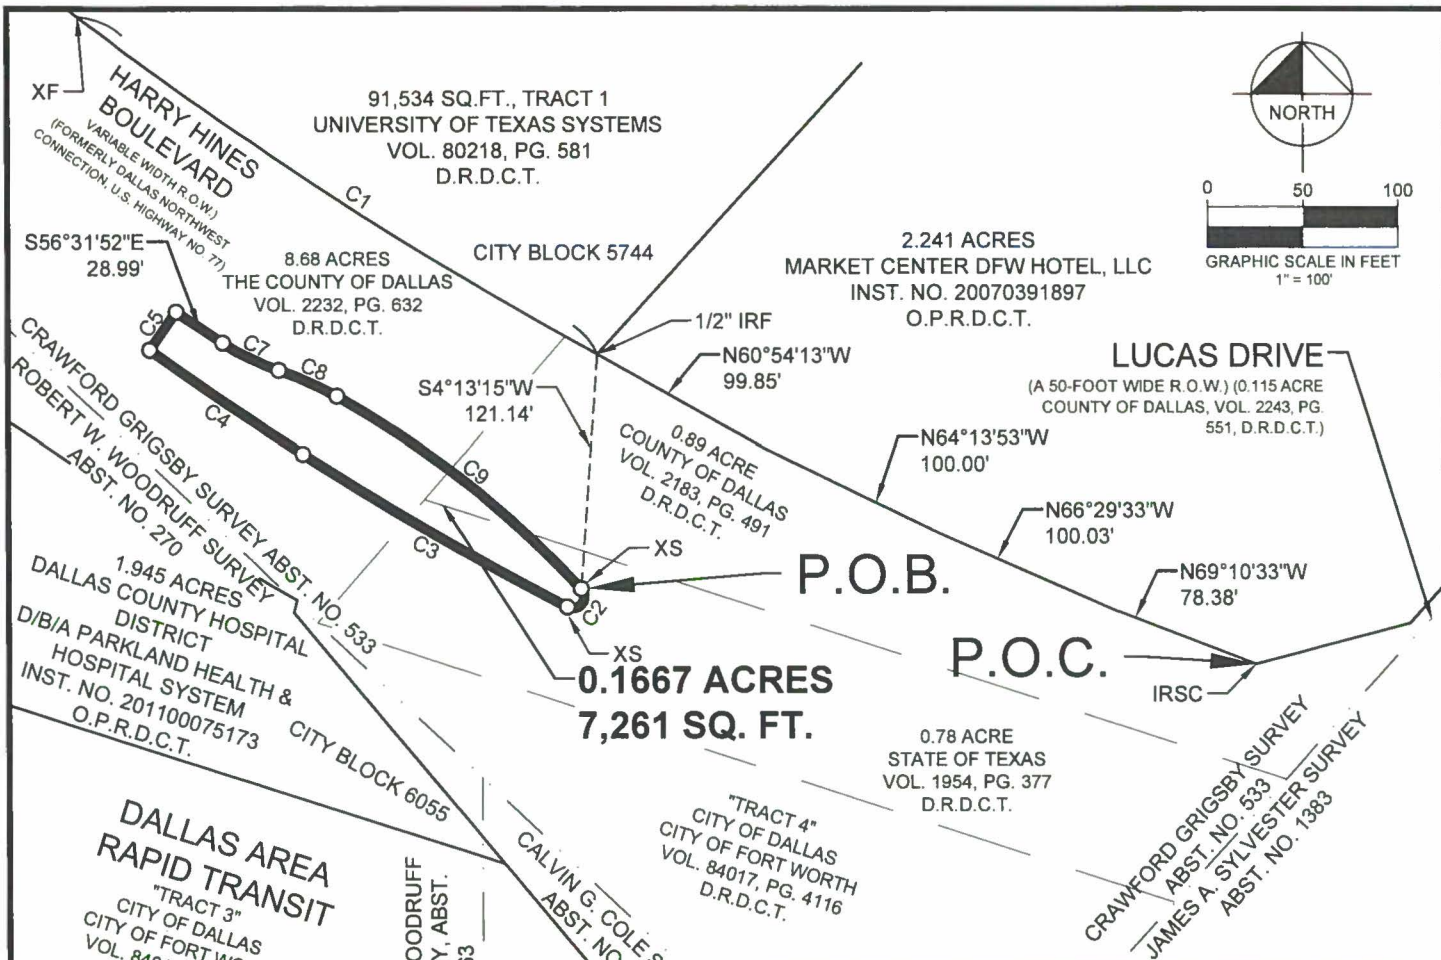 XF
HARRY HINES
BOULEVARD
VARIABLE WIDTH R.O.W.)
(FORMERLY DALLAS NORTHWEST
CONNECTION, U.S. HIGHWAY NO. 77)
91,534 SQ.FT., TRACT 1
UNIVERSITY OF TEXAS SYSTEMS
VOL. 80218, PG. 581
D.R.D.C.T.
C1
NORTH
0 50 100
GRAPHIC SCALE IN FEET
1" = 100'
S56°31'52"E
28.99'
8.68 ACRES
THE COUNTY OF DALLAS
VOL. 2232, PG. 632
D.R.D.C.T.
CITY BLOCK 5744
2.241 ACRES
MARKET CENTER DFW HOTEL, LLC
INST. NO. 20070391897
O.P.R.D.C.T.
1/2" IRF
N60°54'13"W
99.85'
LUCAS DRIVE
(A 50-FOOT WIDE R.O.W.) (0.115 ACRE
COUNTY OF DALLAS, VOL. 2243, PG.
551, D.R.D.C.T.)
C5
C7
C8
S4°13'15"W
121.14'
C4
C9
C3
C2
0.89 ACRE
COUNTY OF DALLAS
VOL. 2183, PG. 491
D.R.D.C.T.
N64°13'53"W
100.00'
N66°29'33"W
100.03'
N69°10'33"W
78.38'
CRAWFORD GRIGSBY SURVEY ABST. NO. 533
ROBERT W. WOODRUFF SURVEY
ABST. NO. 270
XS
P.O.B.
XS
P.O.C.
IRSC
0.1667 ACRES
7,261 SQ. FT.
1.945 ACRES
DALLAS COUNTY HOSPITAL
DISTRICT
D/B/A PARKLAND HEALTH &
HOSPITAL SYSTEM
INST. NO. 201100075173
O.P.R.D.C.T.
CITY BLOCK 6055
0.78 ACRE
STATE OF TEXAS
VOL. 1954, PG. 377
D.R.D.C.T.
"TRACT 4"
CITY OF DALLAS
CITY OF FORT WORTH
VOL. 84017, PG. 4116
D.R.D.C.T.
CRAWFORD GRIGSBY SURVEY
ABST. NO. 533
JAMES A. SYLVESTER SURVEY
ABST. NO. 1383
DALLAS AREA
RAPID TRANSIT
"TRACT 3"
CITY OF DALLAS
CITY OF FORT
VOL.
CALVIN G. COLE
ABST. NO.
ABST.